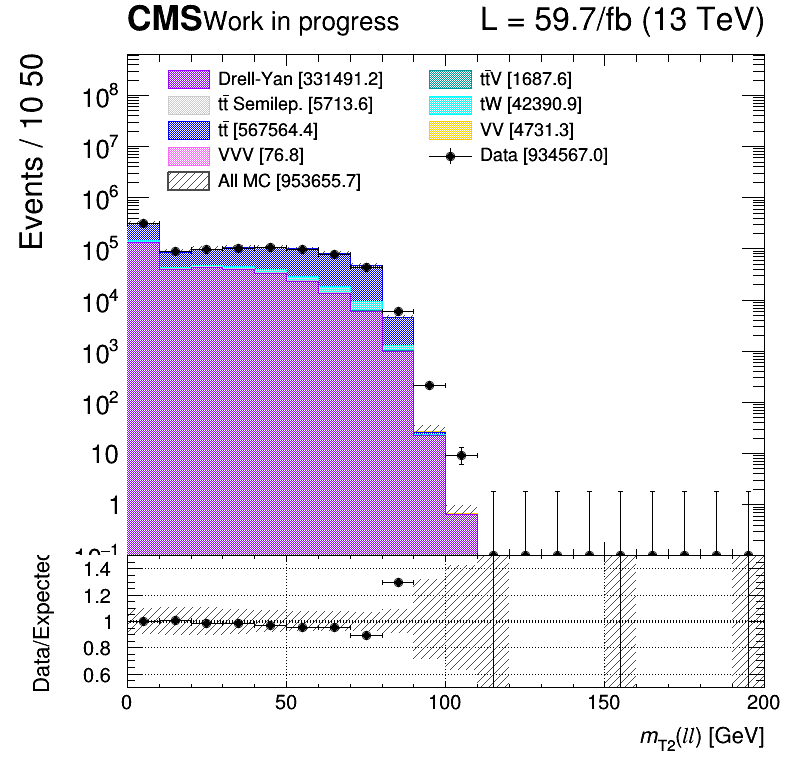 CMS Work in progress L = 59.7/fb (13 TeV)
Events / 10 50
Drell-Yan [331491.2]
tt̄ Semilep. [5713.6]
tt̄ [567564.4]
VVV [76.8]
All MC [953655.7]
tt̄V [1687.6]
tW [42390.9]
VV [4731.3]
Data [934567.0]
10⁸
10⁷
10⁶
10⁵
10⁴
10³
10²
10
1
10⁻¹
Data/Expected
1.4
1.2
1
0.8
0.6
0 50 100 150 200
m_T2(ll) [GeV]